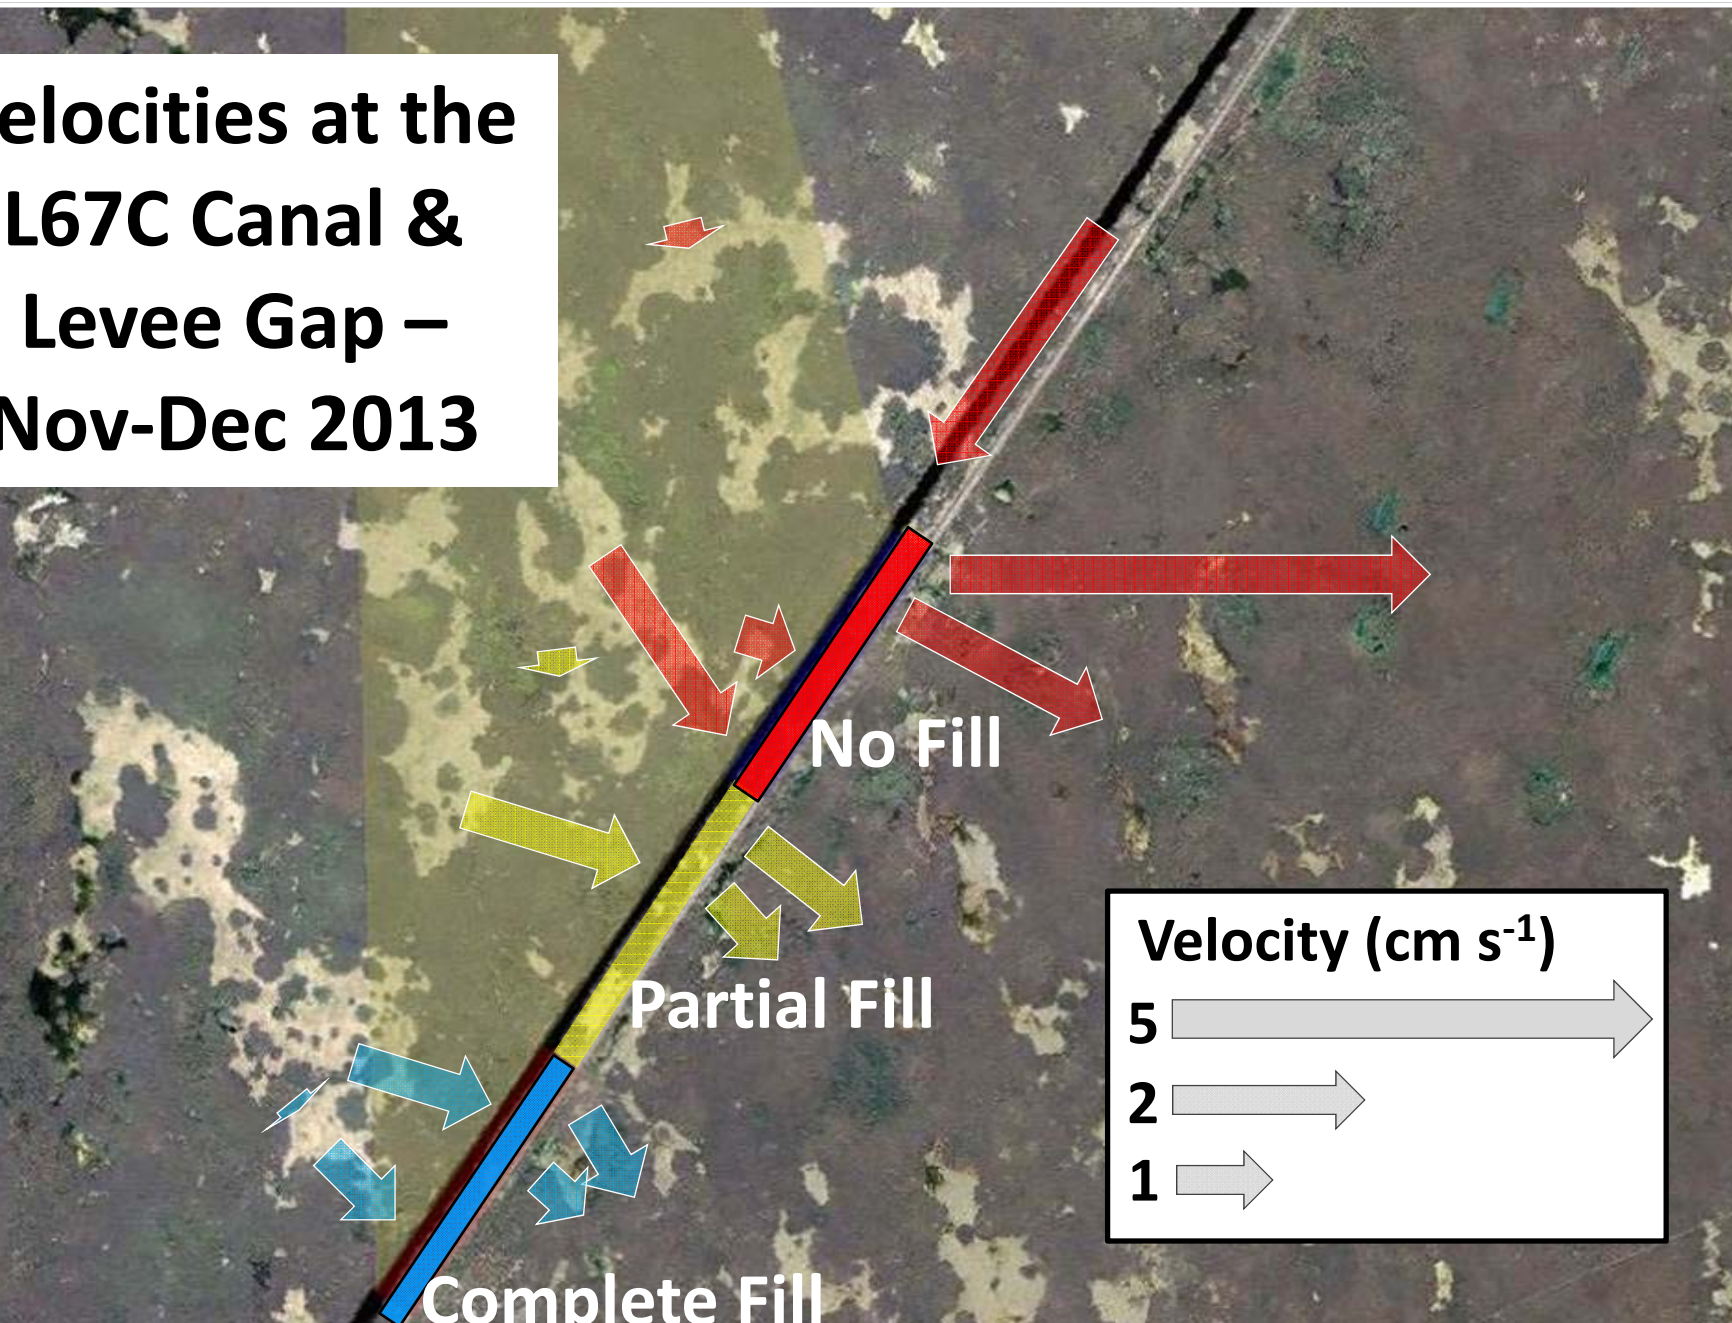 elocities at the
L67C Canal &
Levee Gap –
Nov-Dec 2013
No Fill
Partial Fill
Complete Fill
Velocity (cm s-1)
5
2
1